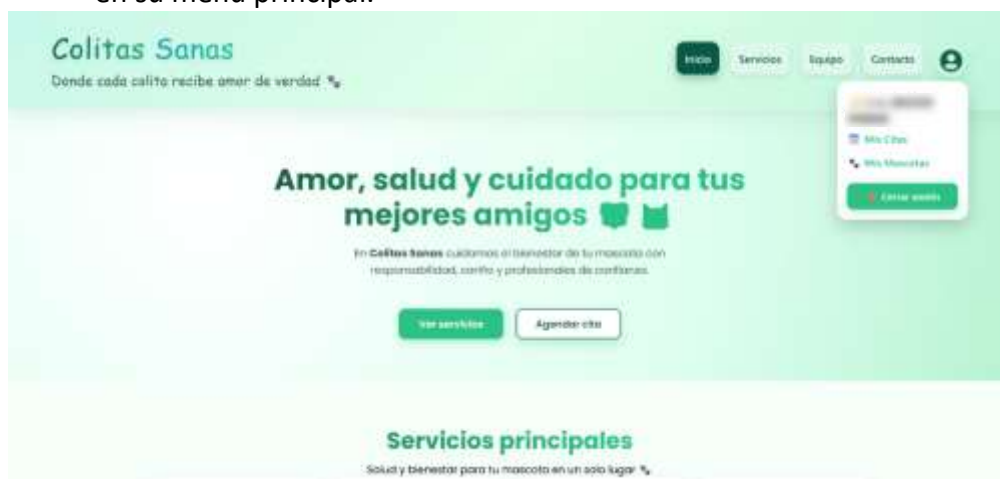 en su menú principal.
Colitas Sanas
Donde cada colita recibe amor de verdad 🐾
Inicio Servicios Equipo Contacto
Mis Citas
Mis Mascotas
Cerrar sesión
Amor, salud y cuidado para tus
mejores amigos
En Colitas Sanas cuidamos el bienestar de tu mascota con
responsabilidad, cariño y profesionales de confianza.
Ver servicios Agendar cita
Servicios principales
Salud y bienestar para tu mascota en un solo lugar 🐾